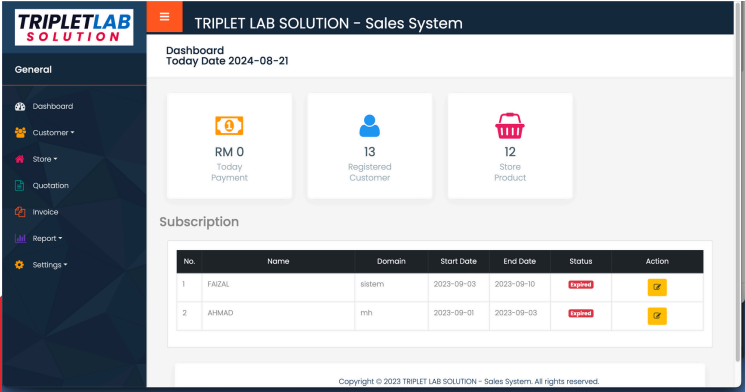 TRIPLETLAB
SOLUTION
TRIPLET LAB SOLUTION - Sales System
Dashboard
Today Date 2024-08-21
General
Dashboard
Customer
Store
Quotation
Invoice
Report
Settings
RM 0
Today
Payment
13
Registered
Customer
12
Store
Product
Subscription
No. Name Domain Start Date End Date Status Action
1 FAIZAL sistem 2023-09-03 2023-09-10 Expired
2 AHMAD mh 2023-09-01 2023-09-03 Expired
Copyright © 2023 TRIPLET LAB SOLUTION - Sales System. All rights reserved.